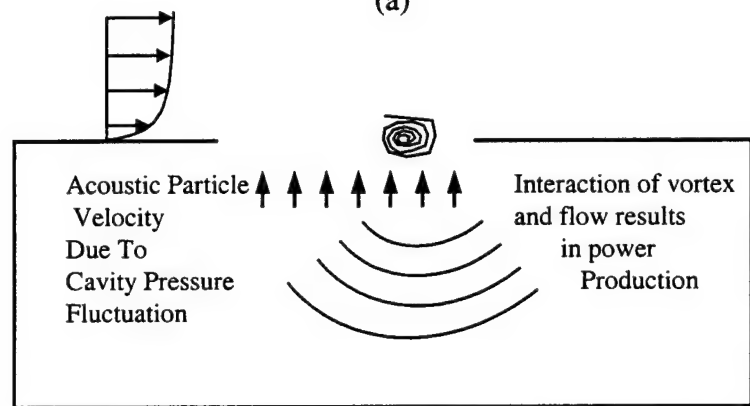 (a)
Acoustic Particle
Velocity
Due To
Cavity Pressure
Fluctuation
Interaction of vortex
and flow results
in power
Production